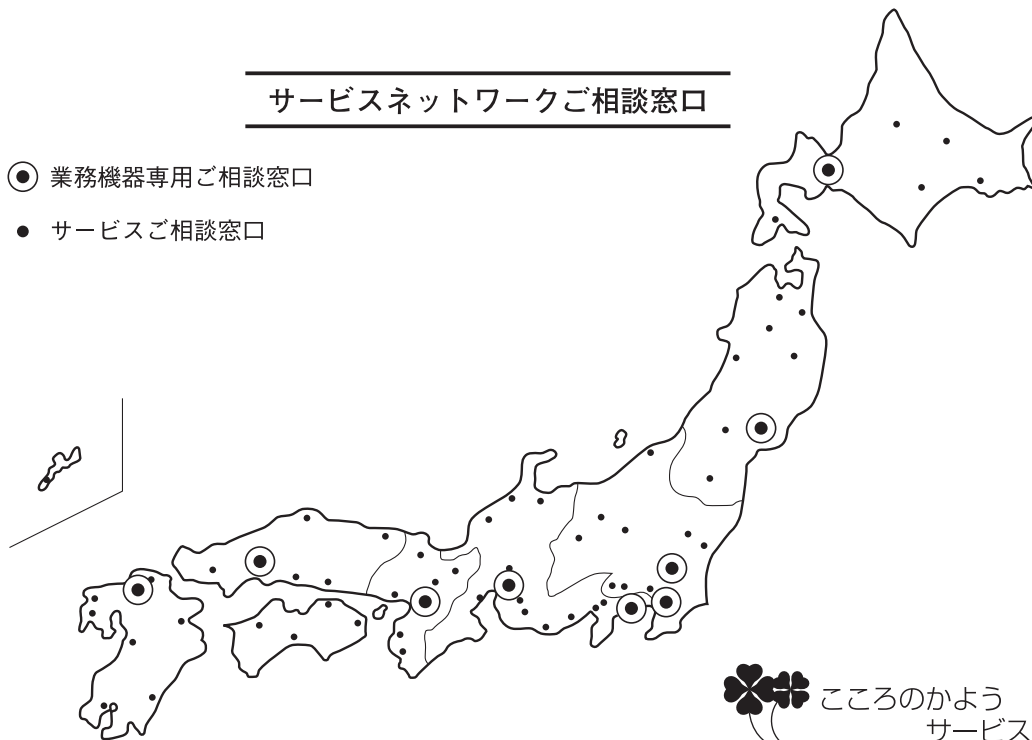 サービスネットワークご相談窓口
業務機器専用ご相談窓口
サービスご相談窓口
こころのかよう
サービス